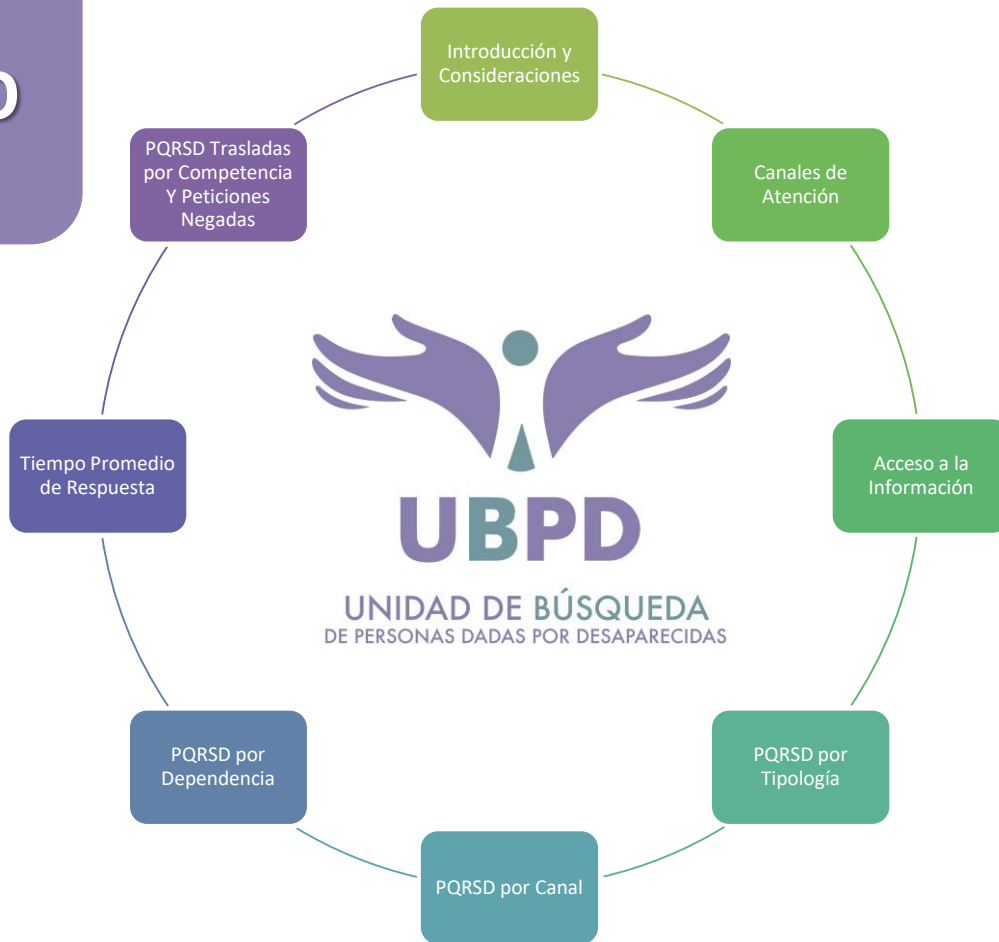 Introducción y
Consideraciones
Canales de
Atención
Acceso a la
Información
PQRSD por
Tipología
PQRSD por Canal
PQRSD por
Dependencia
Tiempo Promedio
de Respuesta
PQRSD Trasladas
por Competencia
Y Peticiones
Negadas
UBPD
UNIDAD DE BÚSQUEDA
DE PERSONAS DADAS POR DESAPARECIDAS